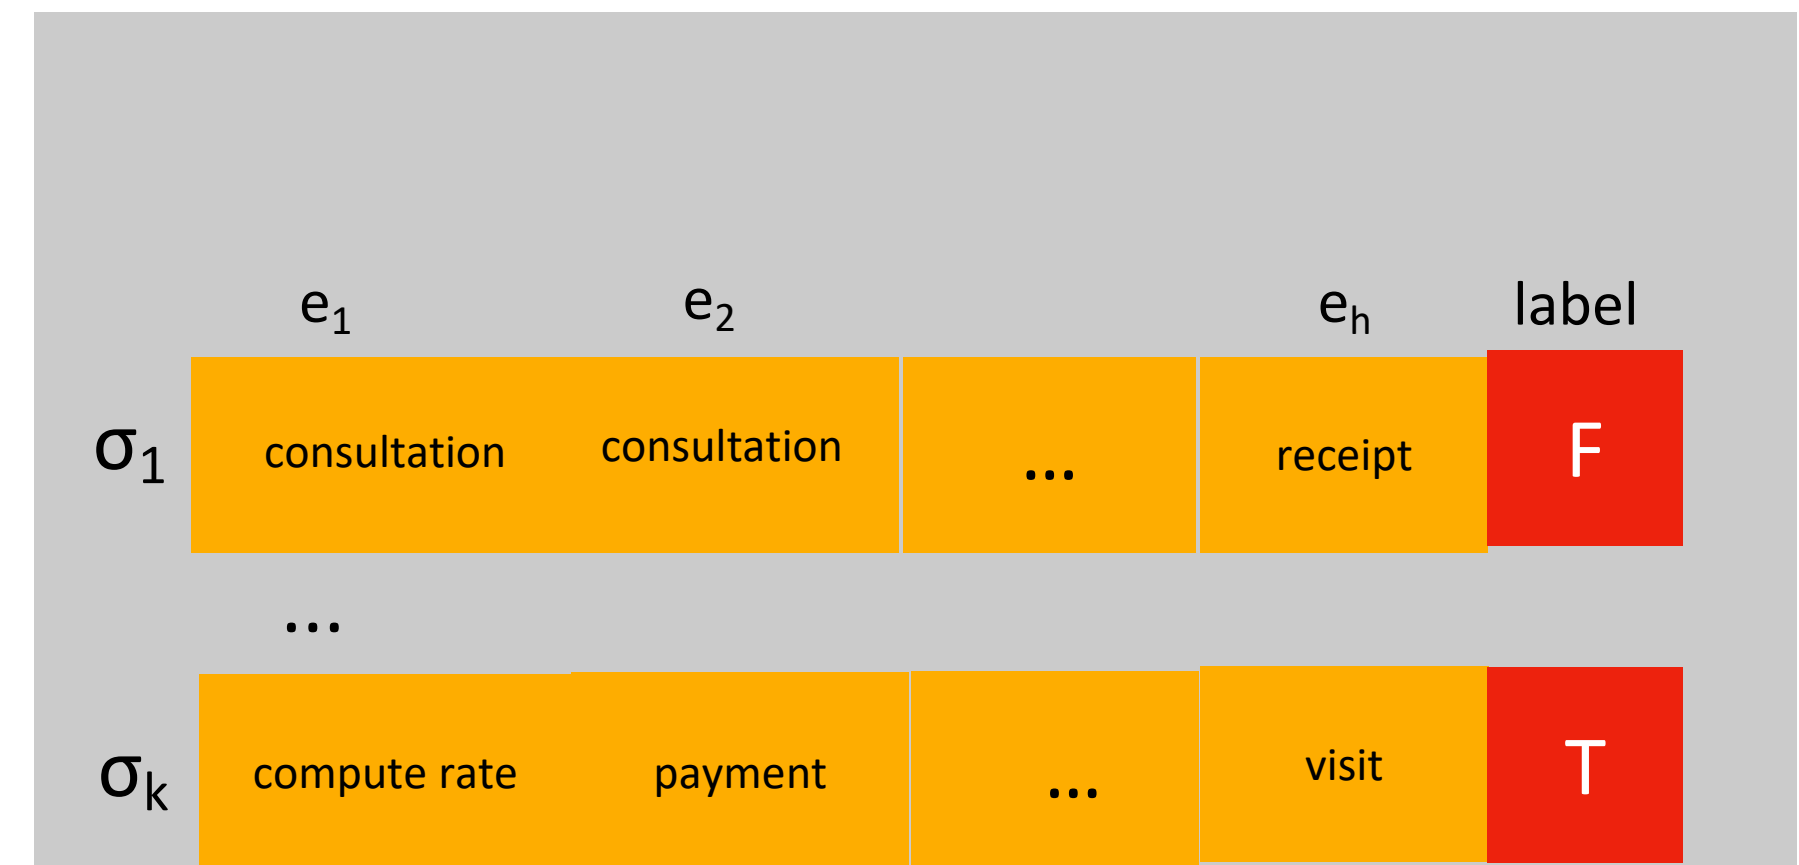 e₁ e₂ eₕ label
σ₁ consultation consultation ... receipt F
...
σₖ compute rate payment ... visit T